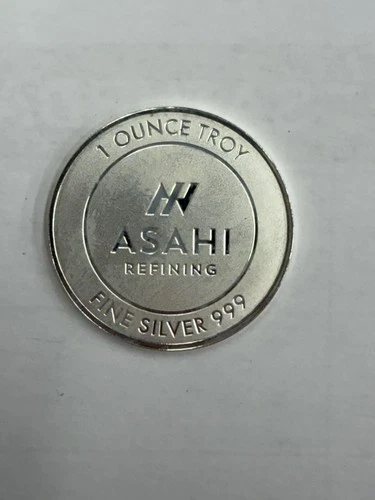 1 OUNCE TROY
ASAHI
REFINING
FINE SILVER 999